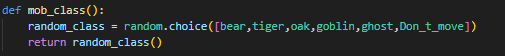 def mob_class():
    random_class = random.choice([bear,tiger,oak,goblin,ghost,Don_t_move])
    return random_class()